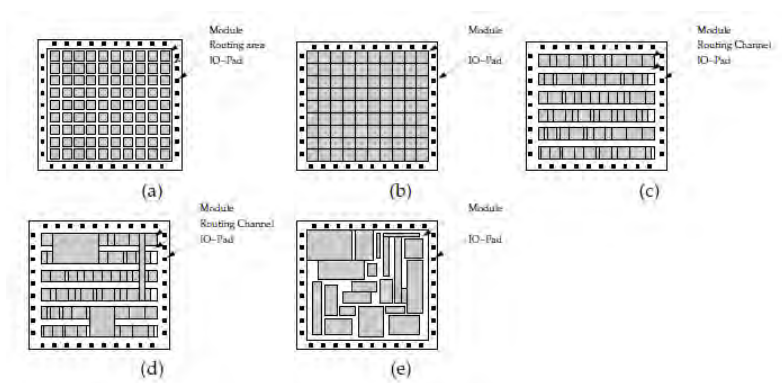 Module
Routing area
IO-Pad
(a)
Module
IO-Pad
(b)
Module
Routing Channel
IO-Pad
(c)
Module
Routing Channel
IO-Pad
(d)
Module
IO-Pad
(e)